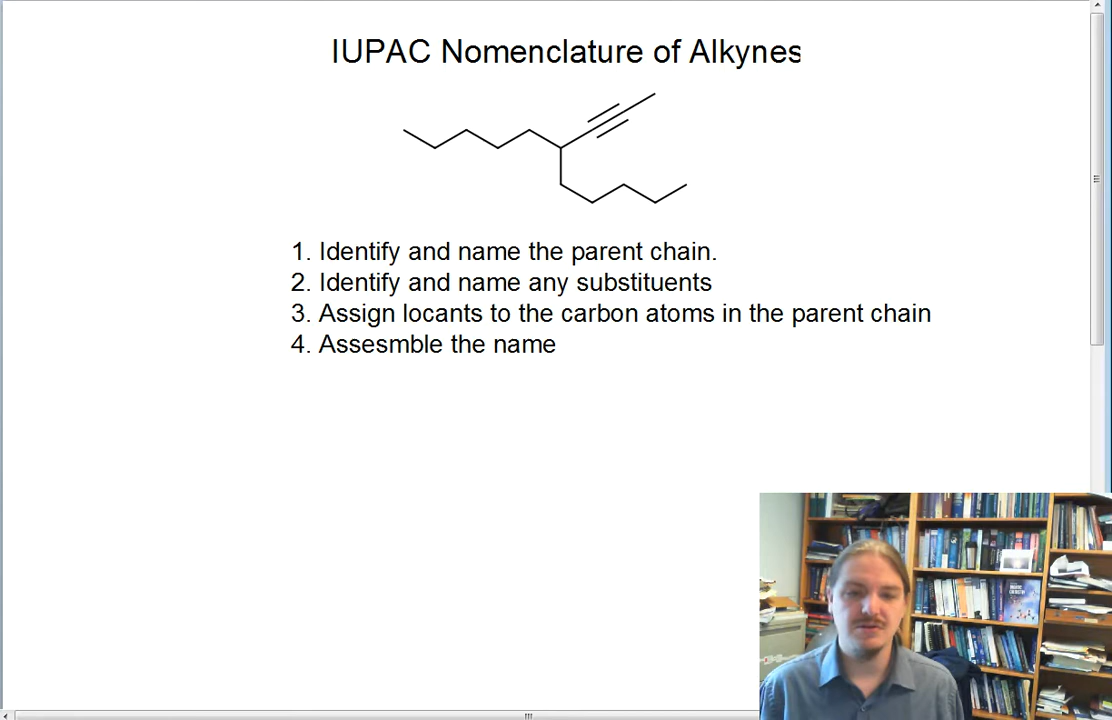 IUPAC Nomenclature of Alkynes
1. Identify and name the parent chain.
2. Identify and name any substituents
3. Assign locants to the carbon atoms in the parent chain
4. Assesmble the name